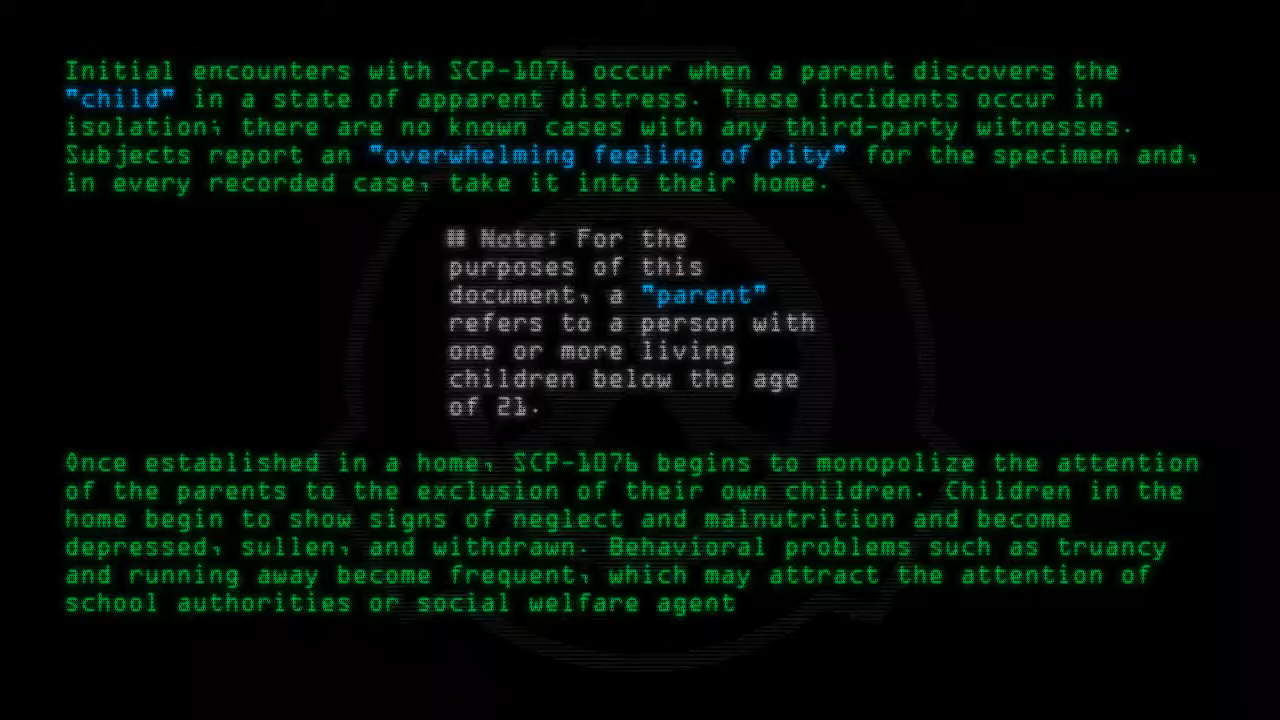 Initial encounters with SCP-1076 occur when a parent discovers the
"child" in a state of apparent distress. These incidents occur in
isolation; there are no known cases with any third-party witnesses.
Subjects report an "overwhelming feeling of pity" for the specimen and,
in every recorded case, take it into their home.
# Note: For the
purposes of this
document, a "parent"
refers to a person with
one or more living
children below the age
of 21.
Once established in a home, SCP-1076 begins to monopolize the attention
of the parents to the exclusion of their own children. Children in the
home begin to show signs of neglect and malnutrition and become
depressed, sullen, and withdrawn. Behavioral problems such as truancy
and running away become frequent, which may attract the attention of
school authorities or social welfare agent